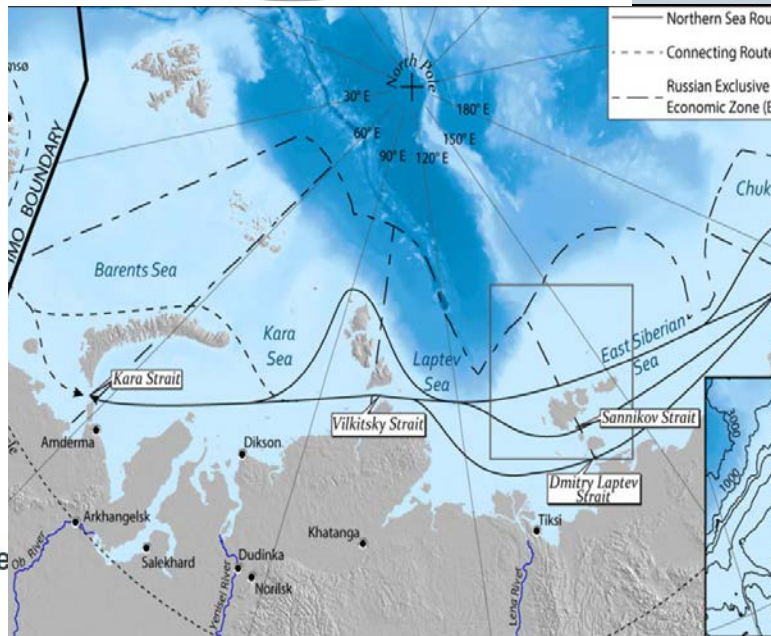 Northern Sea Rou
Connecting Route
Russian Exclusive
Economic Zone (E
North Pole
30° E
60° E
90° E
120° E
150° E
180° E
IMO BOUNDARY
Chuk
Barents Sea
Kara
Sea
Laptev
Sea
East Siberian
Sea
Kara Strait
Vilkitsky Strait
Sannikov Strait
Dmitry Laptev
Strait
Amderma
Dikson
Arkhangelsk
Salekhard
Dudinka
Norilsk
Khatanga
Tiksi
Ob River
Yenisei River
Lena River
3000
1000